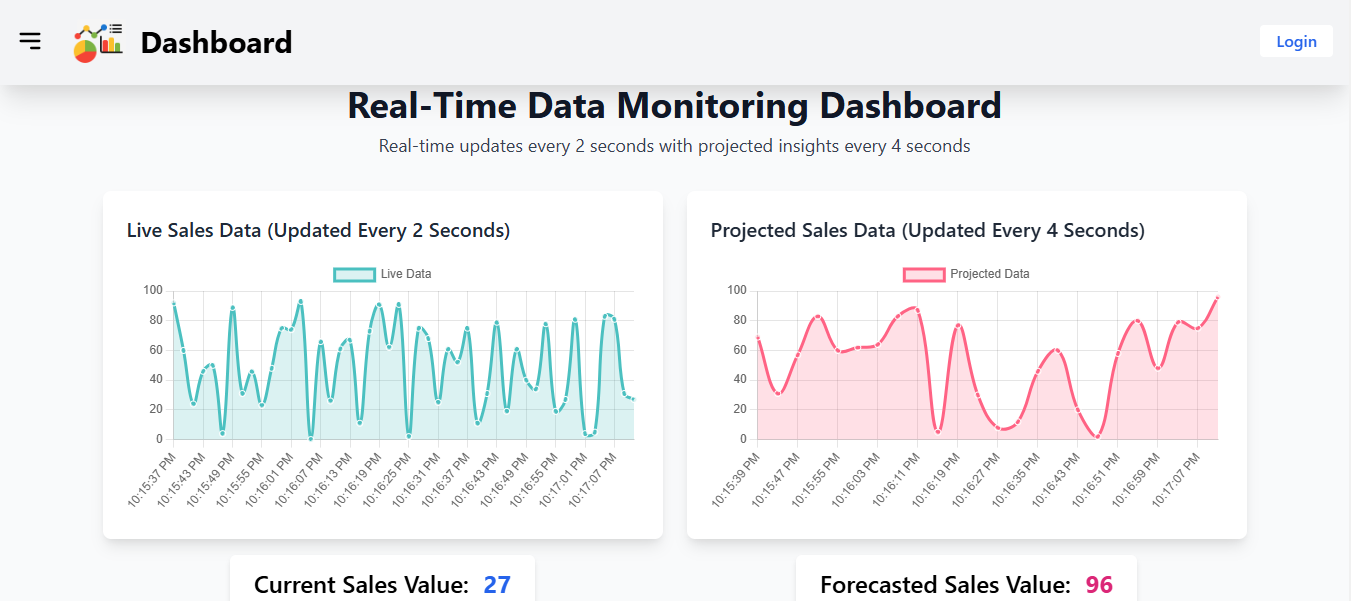 Dashboard
Login
Real-Time Data Monitoring Dashboard
Real-time updates every 2 seconds with projected insights every 4 seconds
Live Sales Data (Updated Every 2 Seconds)
Live Data
100
80
60
40
20
0
10:15:37 PM
10:15:43 PM
10:15:49 PM
10:15:55 PM
10:16:01 PM
10:16:07 PM
10:16:13 PM
10:16:19 PM
10:16:25 PM
10:16:31 PM
10:16:37 PM
10:16:43 PM
10:16:49 PM
10:16:55 PM
10:17:01 PM
10:17:07 PM
Projected Sales Data (Updated Every 4 Seconds)
Projected Data
100
80
60
40
20
0
10:15:39 PM
10:15:47 PM
10:15:55 PM
10:16:03 PM
10:16:11 PM
10:16:19 PM
10:16:27 PM
10:16:35 PM
10:16:43 PM
10:16:51 PM
10:16:59 PM
10:17:07 PM
Current Sales Value: 27
Forecasted Sales Value: 96